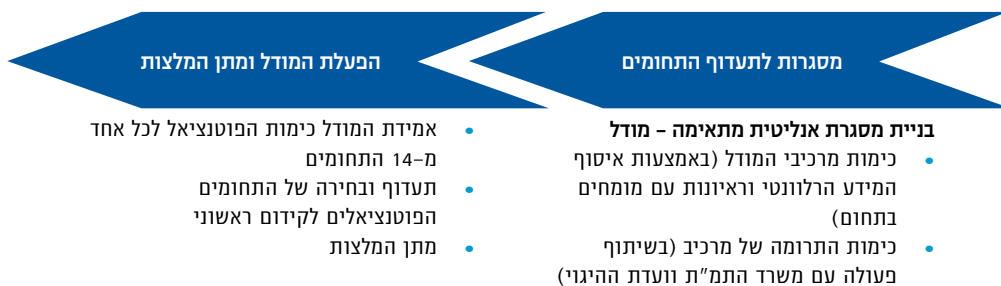 מסגרות לתעדוף התחומים
בניית מסגרת אנליטית מתאימה – מודל
• כימות מרכיבי המודל (באמצעות איסוף
המידע הרלוונטי וראיונות עם מומחים
בתחום)
• כימות התרומה של מרכיב (בשיתוף
פעולה עם משרד התמ"ת וועדת ההיגוי)
הפעלת המודל ומתן המלצות
• אמידת המודל כימות הפוטנציאל לכל אחד
מ-14 התחומים
• תעדוף ובחירה של התחומים
הפוטנציאלים לקידום ראשוני
• מתן המלצות